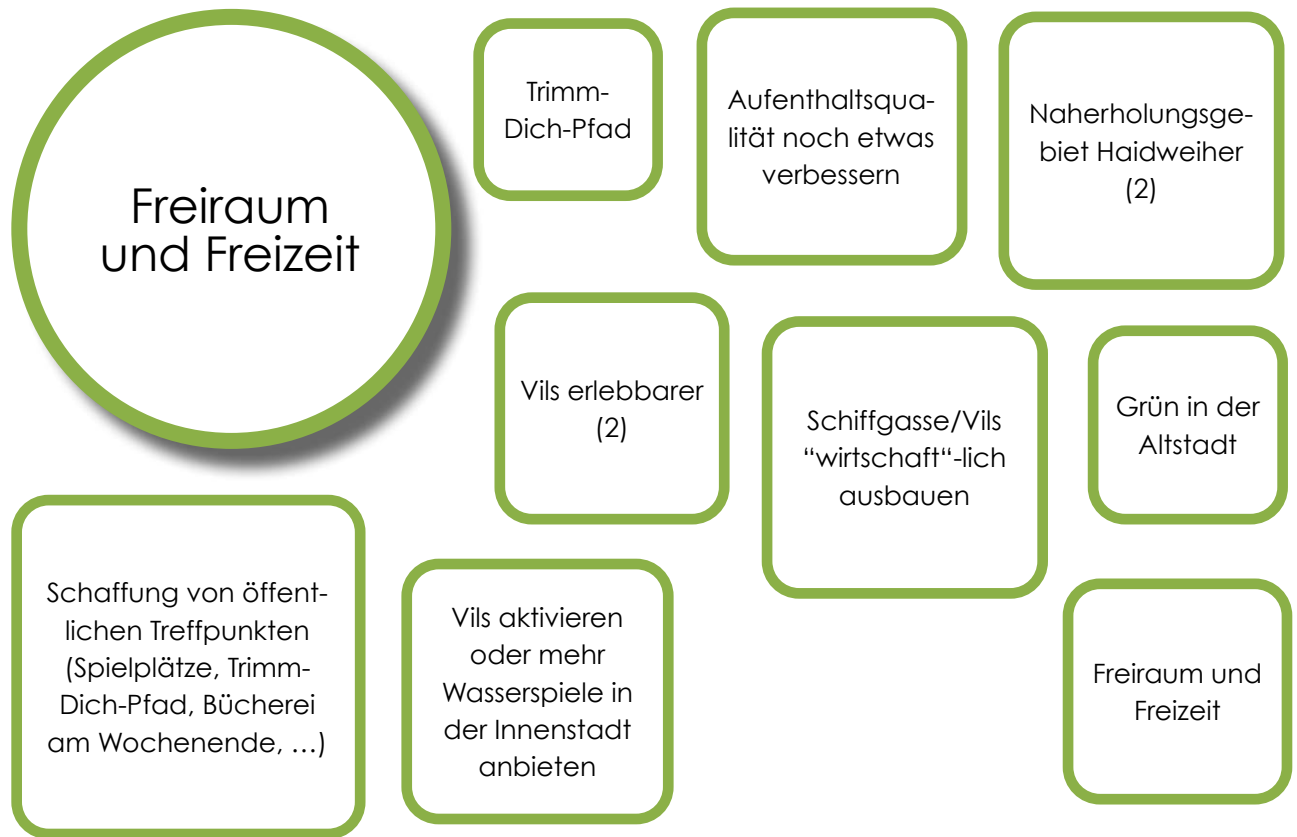 Freiraum
und Freizeit
Trimm-
Dich-Pfad
Aufenthaltsqua-
lität noch etwas
verbessern
Naherholungsge-
biet Haidweiher
(2)
Vils erlebbarer
(2)
Schiffgasse/Vils
“wirtschaft“-lich
ausbauen
Grün in der
Altstadt
Schaffung von öffent-
lichen Treffpunkten
(Spielplätze, Trimm-
Dich-Pfad, Bücherei
am Wochenende, …)
Vils aktivieren
oder mehr
Wasserspiele in
der Innenstadt
anbieten
Freiraum und
Freizeit